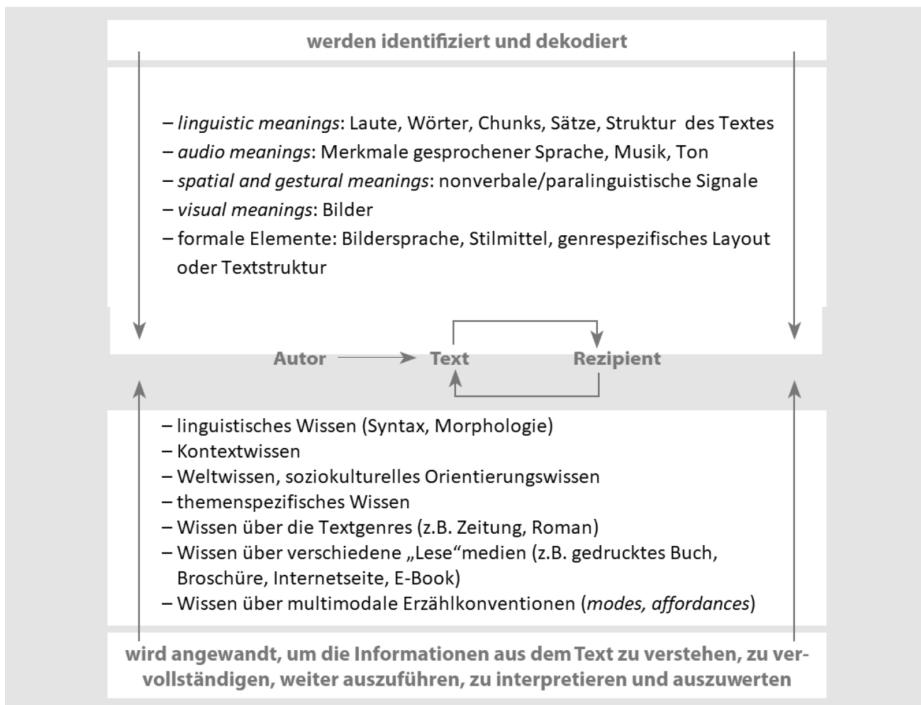 werden identifiziert und dekodiert
– linguistic meanings: Laute, Wörter, Chunks, Sätze, Struktur des Textes
– audio meanings: Merkmale gesprochener Sprache, Musik, Ton
– spatial and gestural meanings: nonverbale/paralinguistische Signale
– visual meanings: Bilder
– formale Elemente: Bildersprache, Stilmittel, genrespezifisches Layout
oder Textstruktur
Autor Text Rezipient
– linguistisches Wissen (Syntax, Morphologie)
– Kontextwissen
– Weltwissen, soziokulturelles Orientierungswissen
– themenspezifisches Wissen
– Wissen über die Textgenres (z.B. Zeitung, Roman)
– Wissen über verschiedene „Lese“medien (z.B. gedrucktes Buch,
Broschüre, Internetseite, E-Book)
– Wissen über multimodale Erzählkonventionen (modes, affordances)
wird angewandt, um die Informationen aus dem Text zu verstehen, zu ver-
vollständigen, weiter auszuführen, zu interpretieren und auszuwerten